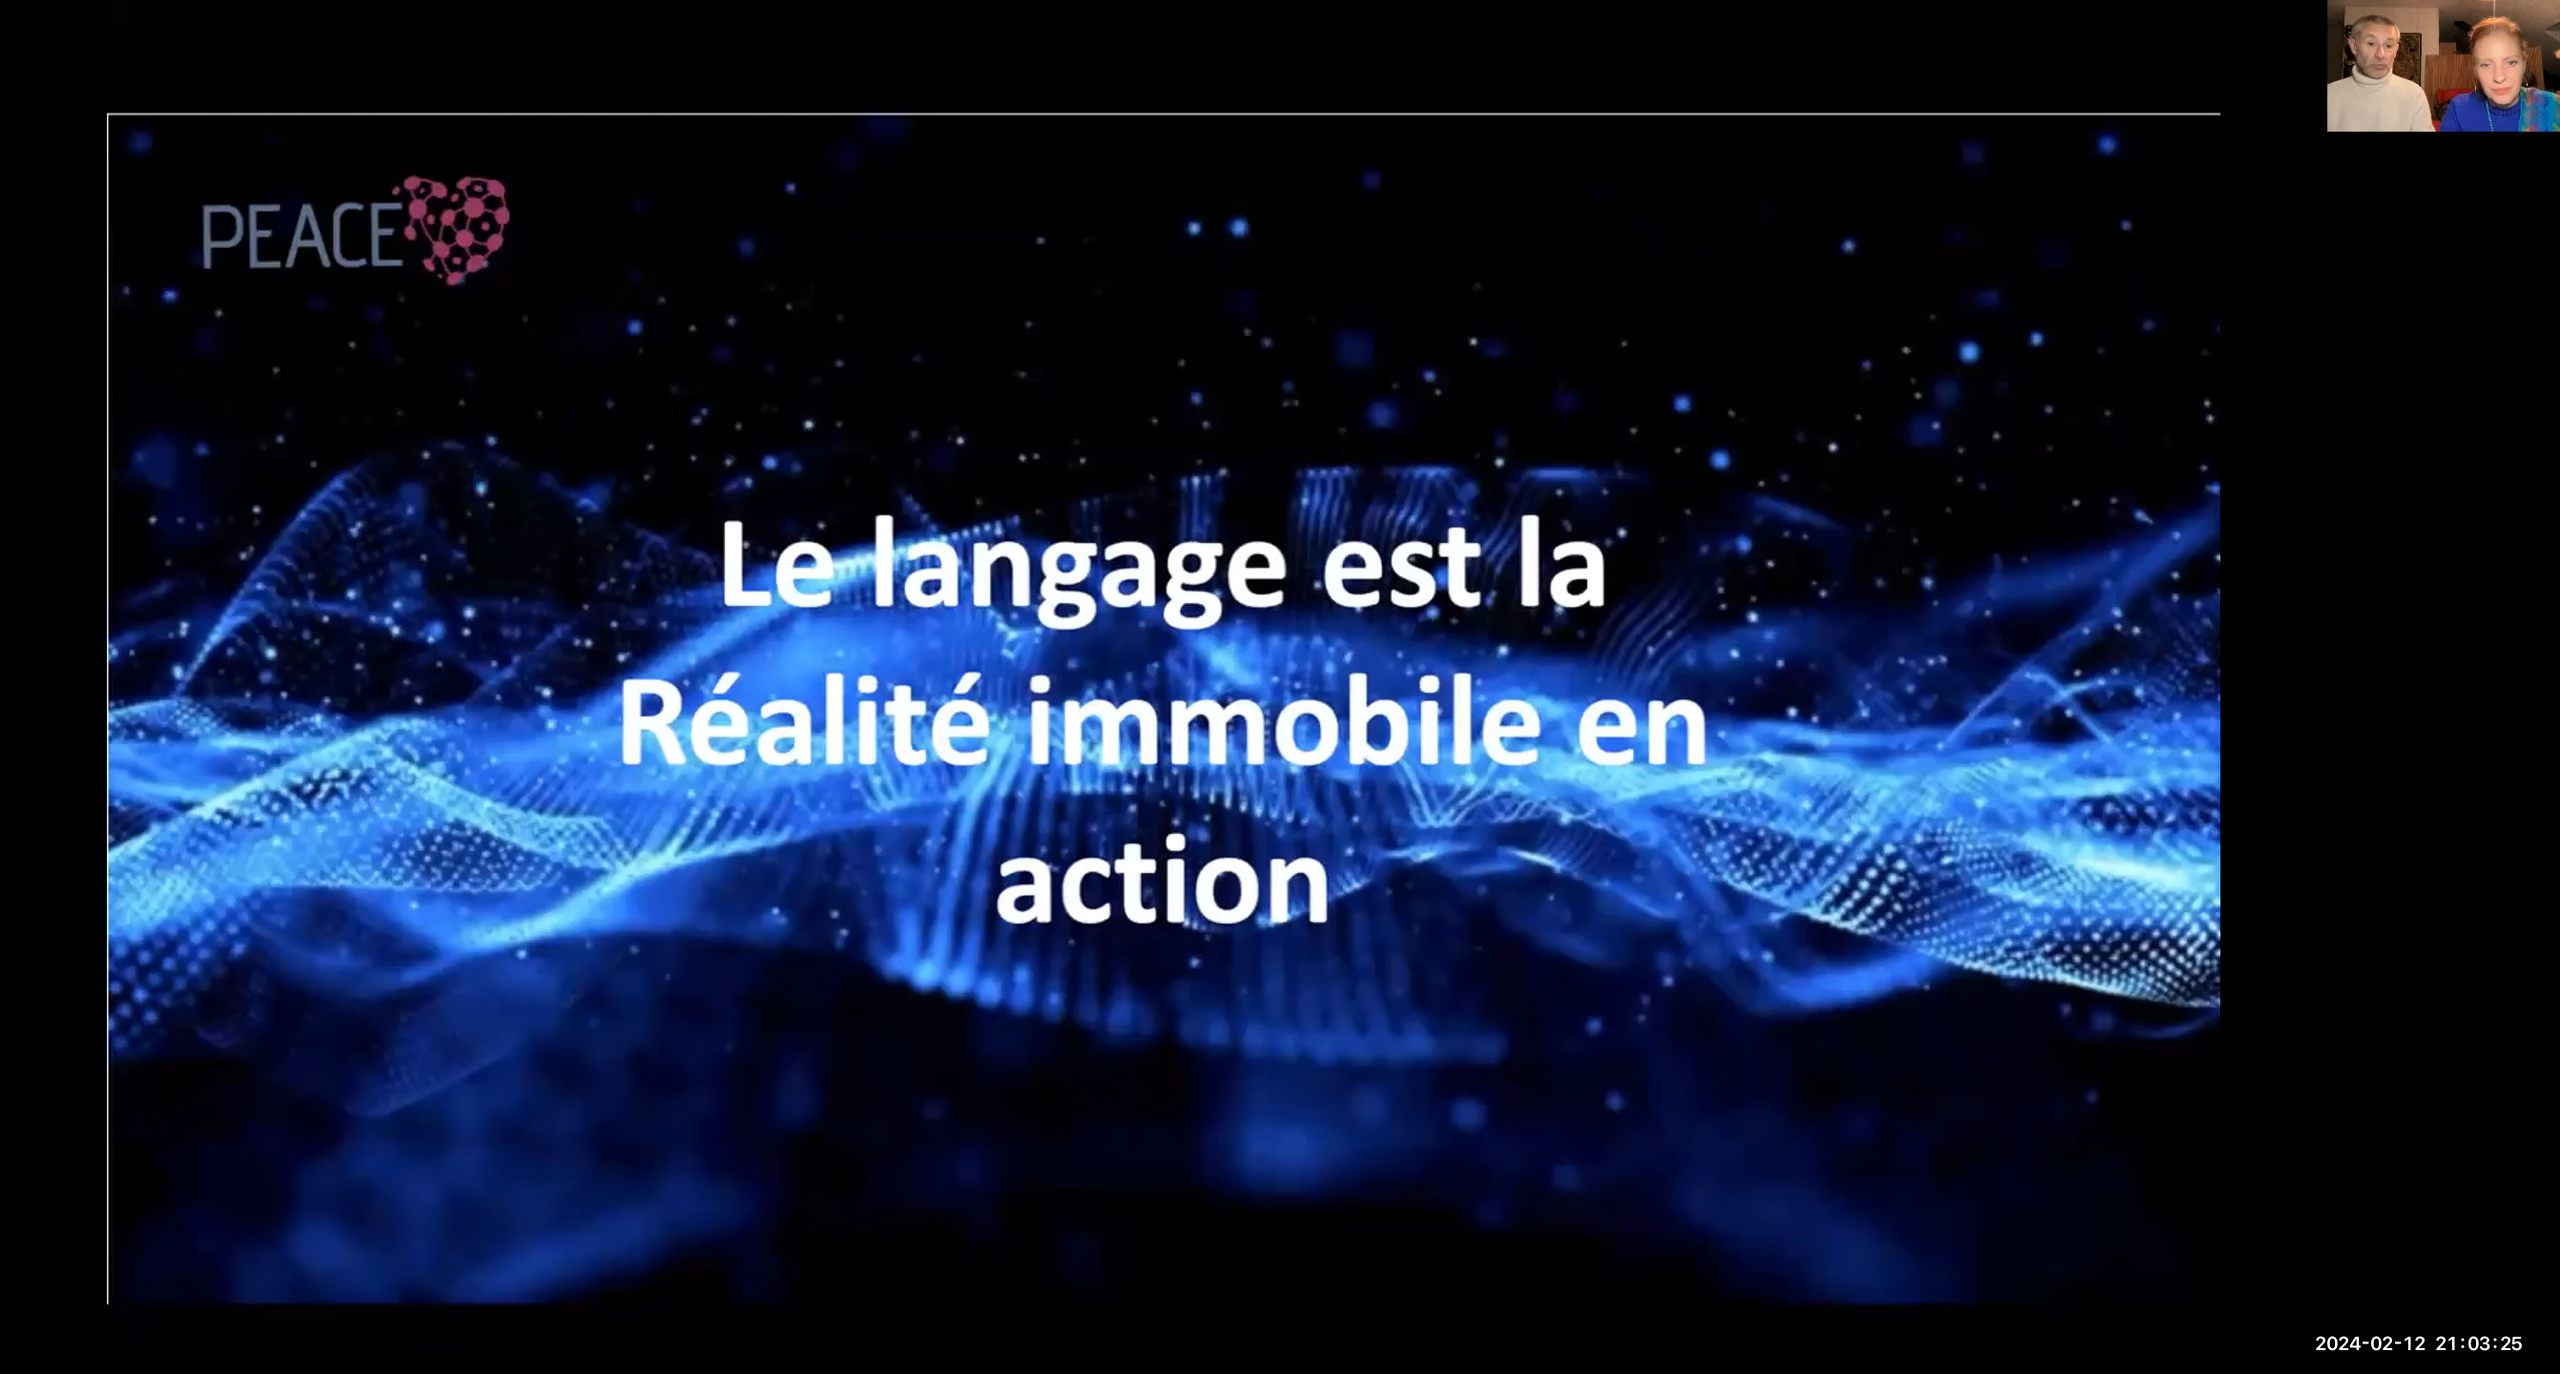 PEACE
Le langage est la
Réalité immobile en
action
2024-02-12 21:03:25